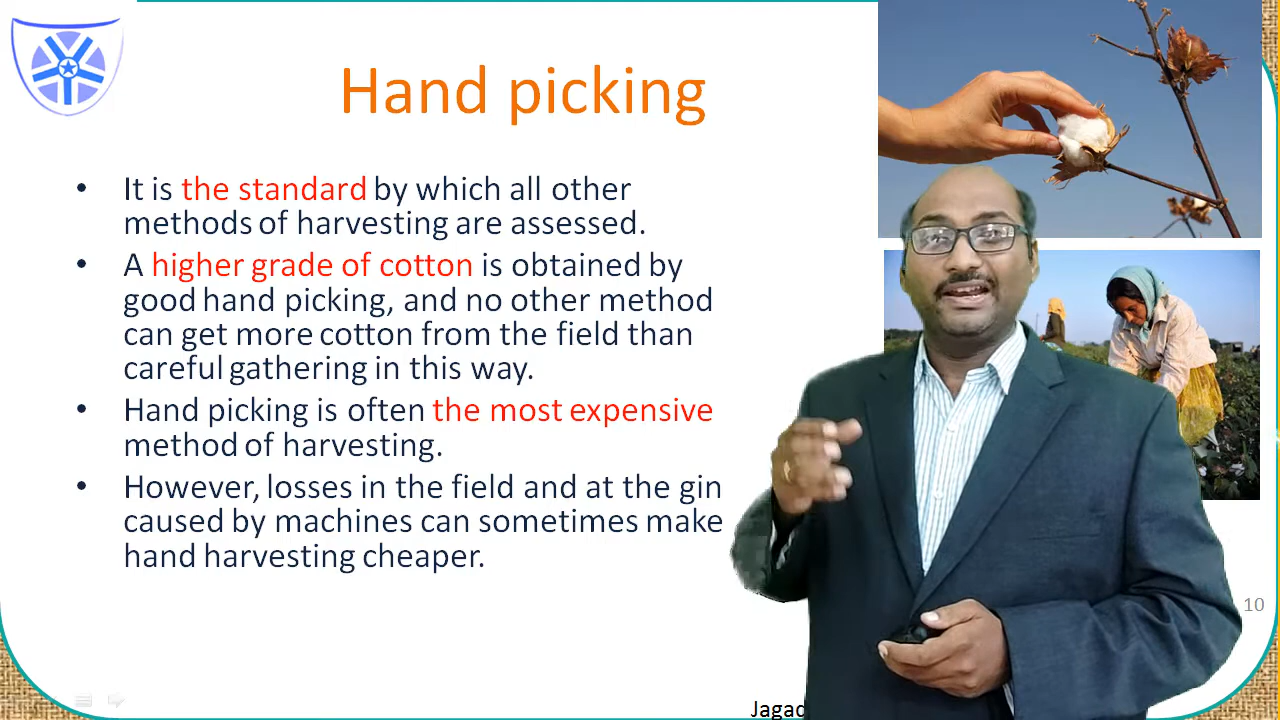 Hand picking
• It is the standard by which all other
methods of harvesting are assessed.
• A higher grade of cotton is obtained by
good hand picking, and no other method
can get more cotton from the field than
careful gathering in this way.
• Hand picking is often the most expensive
method of harvesting.
• However, losses in the field and at the gin
caused by machines can sometimes make
hand harvesting cheaper.
10